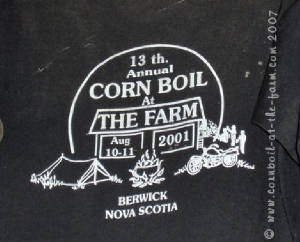 13 th.
Annual
CORN BOIL
At
THE FARM
Aug
10-11
2001
BERWICK
NOVA SCOTIA
© www.cornboil-at-the-farm.com 2007